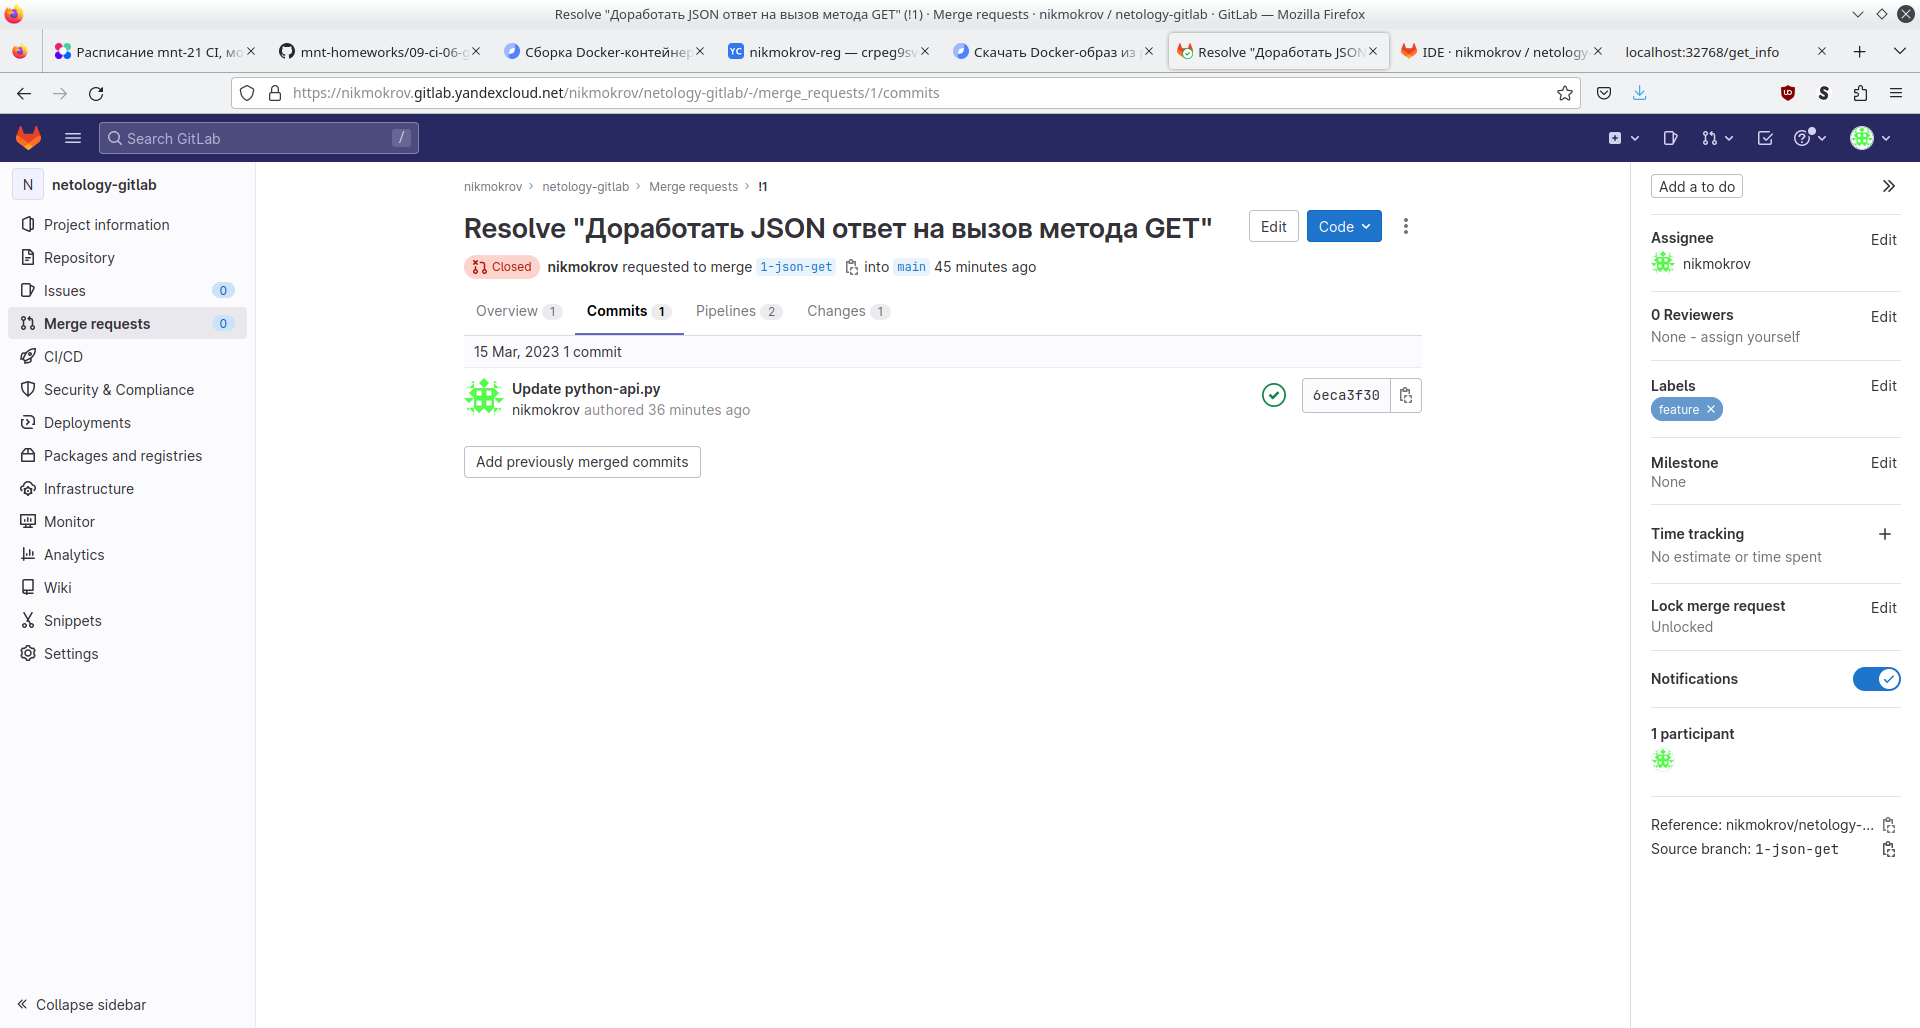 Resolve "Доработать JSON ответ на вызов метода GET" (!1) · Merge requests · nikmokrov / netology-gitlab · GitLab — Mozilla Firefox
Расписание mnt-21 CI, мо
mnt-homeworks/09-ci-06-g
Сборка Docker-контейнер
YC nikmokrov-reg — crpeg9sv
Скачать Docker-образ из
Resolve "Доработать JSON
IDE · nikmokrov / netology-
localhost:32768/get_info
https://nikmokrov.gitlab.yandexcloud.net/nikmokrov/netology-gitlab/-/merge_requests/1/commits
Search GitLab /
N netology-gitlab
Project information
Repository
Issues 0
Merge requests 0
CI/CD
Security & Compliance
Deployments
Packages and registries
Infrastructure
Monitor
Analytics
Wiki
Snippets
Settings
Collapse sidebar
nikmokrov › netology-gitlab › Merge requests › !1
Resolve "Доработать JSON ответ на вызов метода GET"
Edit
Code
Closed nikmokrov requested to merge 1-json-get into main 45 minutes ago
Overview 1
Commits 1
Pipelines 2
Changes 1
15 Mar, 2023 1 commit
Update python-api.py
nikmokrov authored 36 minutes ago
6eca3f30
Add previously merged commits
Add a to do
Assignee Edit
nikmokrov
0 Reviewers Edit
None - assign yourself
Labels Edit
feature
Milestone Edit
None
Time tracking
No estimate or time spent
Lock merge request Edit
Unlocked
Notifications
1 participant
Reference: nikmokrov/netology-...
Source branch: 1-json-get